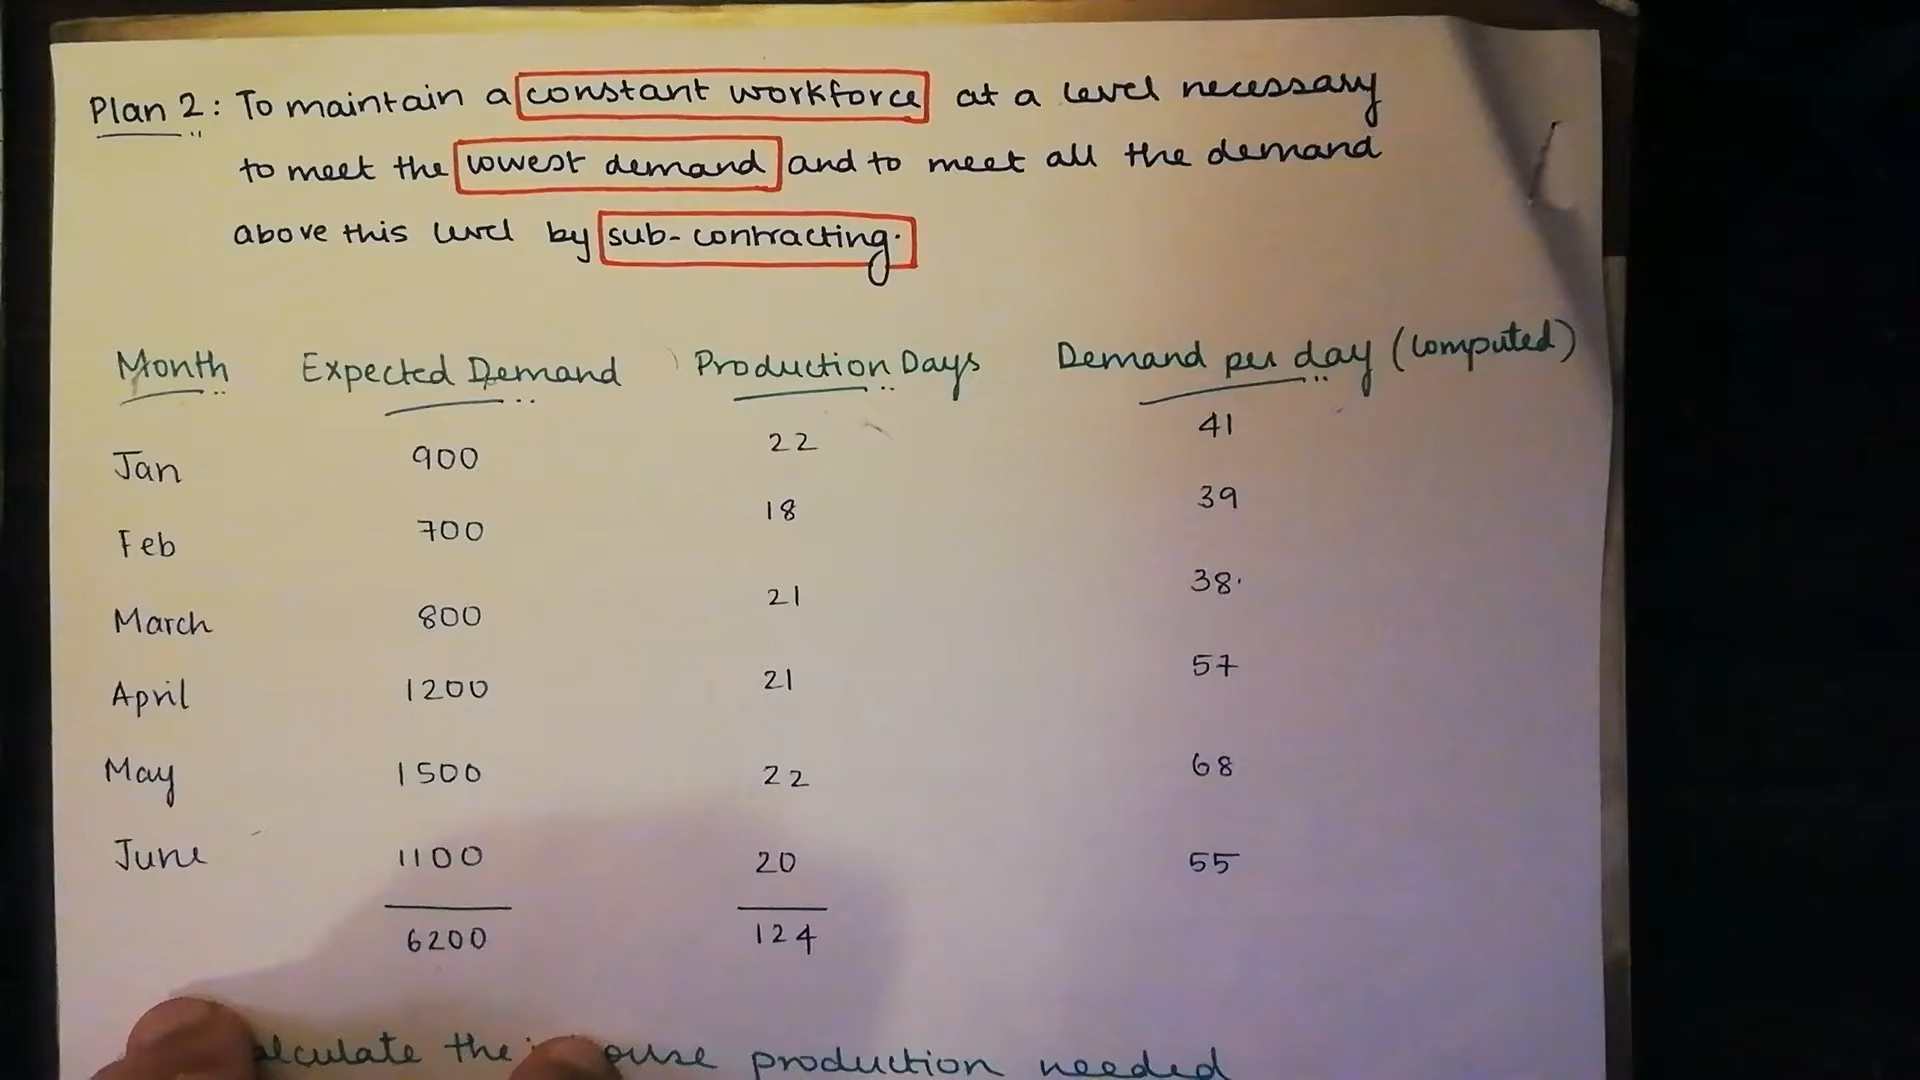 Plan 2: To maintain a constant workforce at a level necessary
to meet the lowest demand and to meet all the demand
above this level by sub-contracting.
Month Expected Demand Production Days Demand per day (computed)
Jan 900 22 41
Feb 700 18 39
March 800 21 38.
April 1200 21 57
May 1500 22 68
June 1100 20 55
6200 124
the production needed